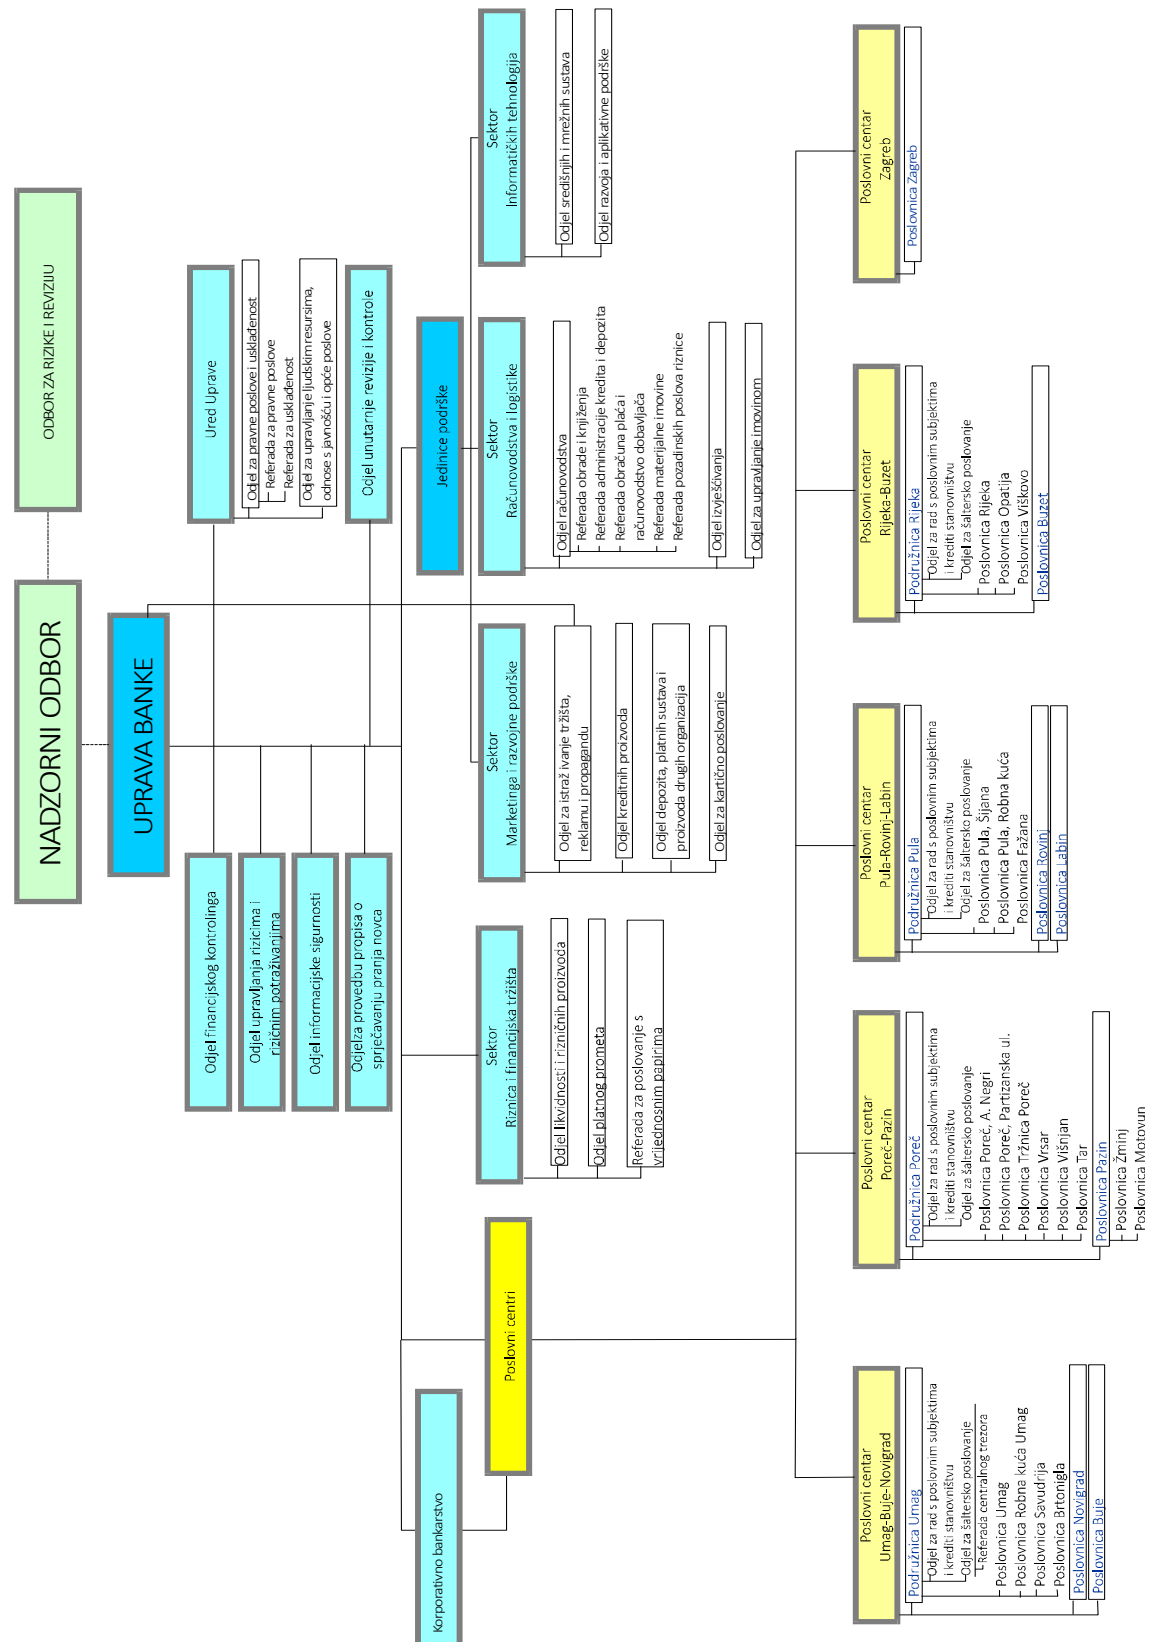 NADZORNI ODBOR
ODBOR ZA RIZIKE I REVIZIJU
UPRAVA BANKE
Odjel financijskog kontrolinga
Odjel upravljanja rizicima i
rizičnim potraživanjima
Odjel informacijske sigurnosti
Odjelza provedbu propisa o
sprječavanju pranja novca
Ured Uprave
Odjel za pravne poslove i usklađenost
Referada za pravne poslove
Referada za usklađenost
Odjel za upravljanje ljudskim resursima,
odnose s javnošću i opće poslove
Odjel unutarnje revizije i kontrole
Korporativno bankarstvo
Poslovni centri
Jedinice podrške
Sektor
Riznica i financijska tržišta
Odjel likvidnosti i rizničnih proizvoda
Odjel platnog prometa
Referada za poslovanje s
vrijednosnim papirima
Sektor
Marketinga i razvojne podrške
Odjel za istraž ivanje tržišta,
reklamu i propagandu
Odjel kreditnih proizvoda
Odjel depozita, platnih sustava i
proizvoda drugih organizacija
Odjel za kartično poslovanje
Sektor
Računovodstva i logistike
Odjel računovodstva
Referada obrade i knjiženja
Referada administracije kredita i depozita
Referada obračuna plaća i
računovodstvo dobavljača
Referada materijalne imovine
Referada pozadinskih poslova riznice
Odjel izvješćivanja
Odjel za upravljanje imovinom
Sektor
Informatičkih tehnologija
Odjel središnjih i mrežnih sustava
Odjel razvoja i aplikativne podrške
Poslovni centar
Umag-Buje-Novigrad
Podružnica Umag
Odjel za rad s poslovnim subjektima
i krediti stanovništvu
Odjel za šaltersko poslovanje
Referada centralnog trezora
Poslovnica Umag
Poslovnica Robna kuća Umag
Poslovnica Savudrija
Poslovnica Brtonigla
Poslovnica Novigrad
Poslovnica Buje
Poslovni centar
Poreč-Pazin
Podružnica Poreč
Odjel za rad s poslovnim subjektima
i krediti stanovništvu
Odjel za šaltersko poslovanje
Poslovnica Poreč, A. Negri
Poslovnica Poreč, Partizanska ul.
Poslovnica Tržnica Poreč
Poslovnica Vrsar
Poslovnica Višnjan
Poslovnica Tar
Poslovnica Pazin
Poslovnica Žminj
Poslovnica Motovun
Poslovni centar
Pula-Rovinj-Labin
Podružnica Pula
Odjel za rad s poslovnim subjektima
i krediti stanovništvu
Odjel za šaltersko poslovanje
Poslovnica Pula, Šijana
Poslovnica Pula, Robna kuća
Poslovnica Fažana
Poslovnica Rovinj
Poslovnica Labin
Poslovni centar
Rijeka-Buzet
Podružnica Rijeka
Odjel za rad s poslovnim subjektima
i krediti stanovništvu
Odjel za šaltersko poslovanje
Poslovnica Rijeka
Poslovnica Opatija
Poslovnica Viškovo
Poslovnica Buzet
Poslovni centar
Zagreb
Poslovnica Zagreb